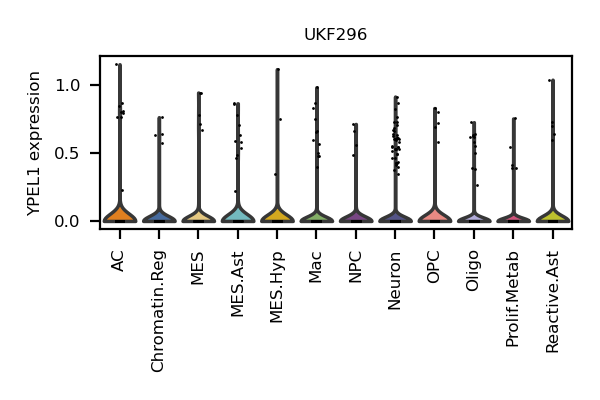 UKF296
YPEL1 expression
1.0
0.5
0.0
AC
Chromatin.Reg
MES
MES.Ast
MES.Hyp
Mac
NPC
Neuron
OPC
Oligo
Prolif.Metab
Reactive.Ast